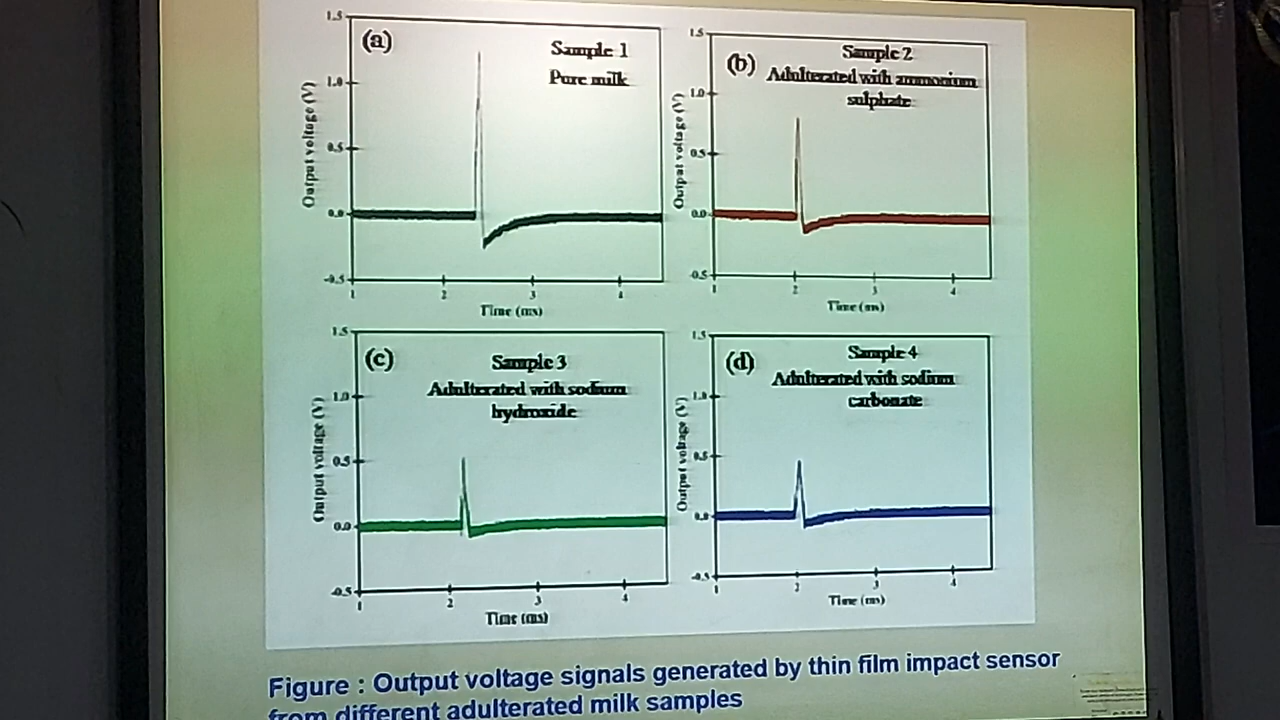 (a)
Sample 1
Pure milk
1.5
1.0
0.5
0.0
-0.5
Output voltage (V)
1
2
3
4
Time (ms)
(b)
Sample 2
Adulterated with ammonium
sulphate
1.5
1.0
0.5
0.0
-0.5
Output voltage (V)
1
2
3
4
Time (ms)
(c)
Sample 3
Adulterated with sodium
hydroxide
1.5
1.0
0.5
0.0
-0.5
Output voltage (V)
1
2
3
4
Time (ms)
(d)
Sample 4
Adulterated with sodium
carbonate
1.5
1.0
0.5
0.0
-0.5
Output voltage (V)
1
2
3
4
Time (ms)
Figure : Output voltage signals generated by thin film impact sensor
from different adulterated milk samples